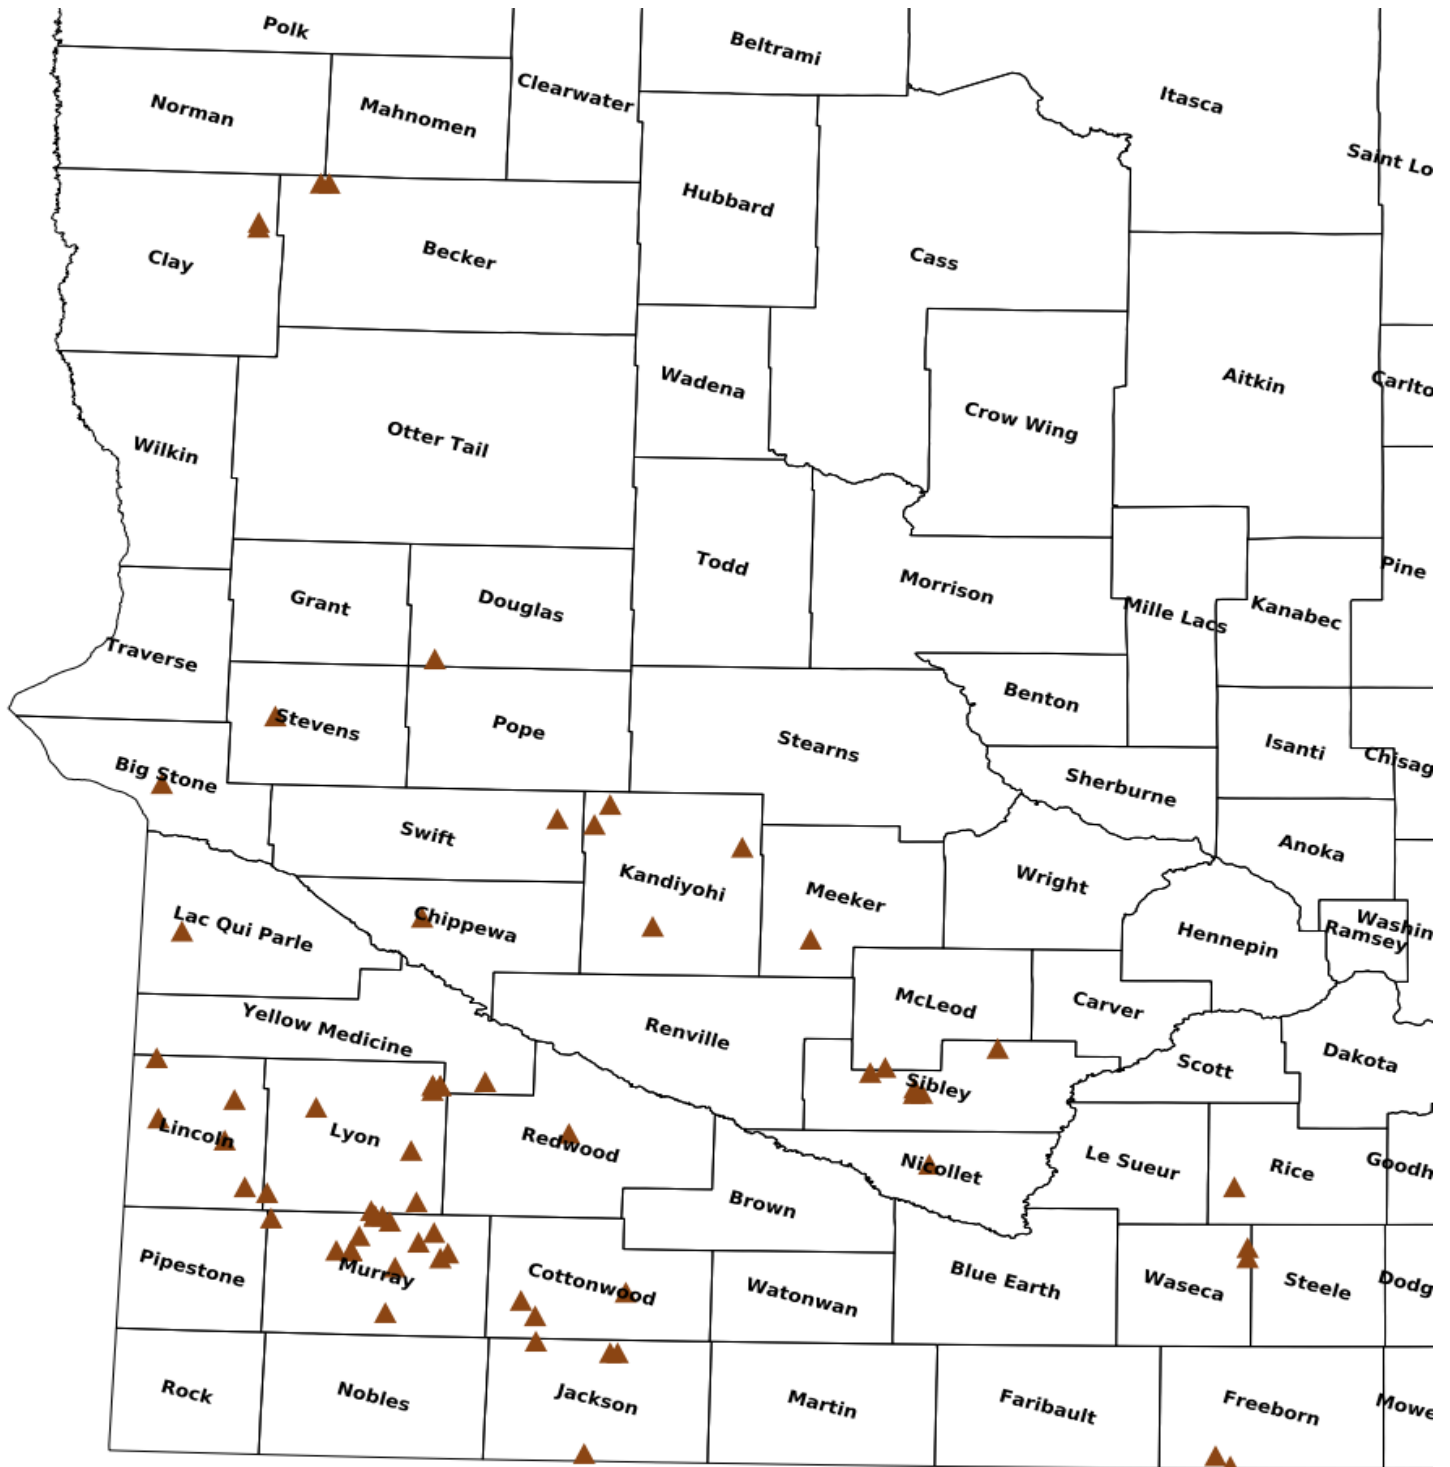 Polk
Beltrami
Clearwater
Itasca
Norman
Mahnomen
Saint Lo
Hubbard
Clay
Becker
Cass
Wadena
Aitkin
Carlto
Crow Wing
Otter Tail
Wilkin
Todd
Morrison
Pine
Grant
Douglas
Mille Lacs
Kanabec
Traverse
Benton
Stevens
Pope
Stearns
Isanti
Chisag
Big Stone
Sherburne
Swift
Anoka
Kandiyohi
Wright
Meeker
Lac Qui Parle
Chippewa
Washin
Ramsey
Hennepin
McLeod
Carver
Yellow Medicine
Renville
Dakota
Scott
Sibley
Lincoln
Lyon
Redwood
Nicollet
Le Sueur
Rice
Goodh
Brown
Pipestone
Murray
Cottonwood
Watonwan
Blue Earth
Waseca
Steele
Dodg
Rock
Nobles
Jackson
Martin
Faribault
Freeborn
Mowe